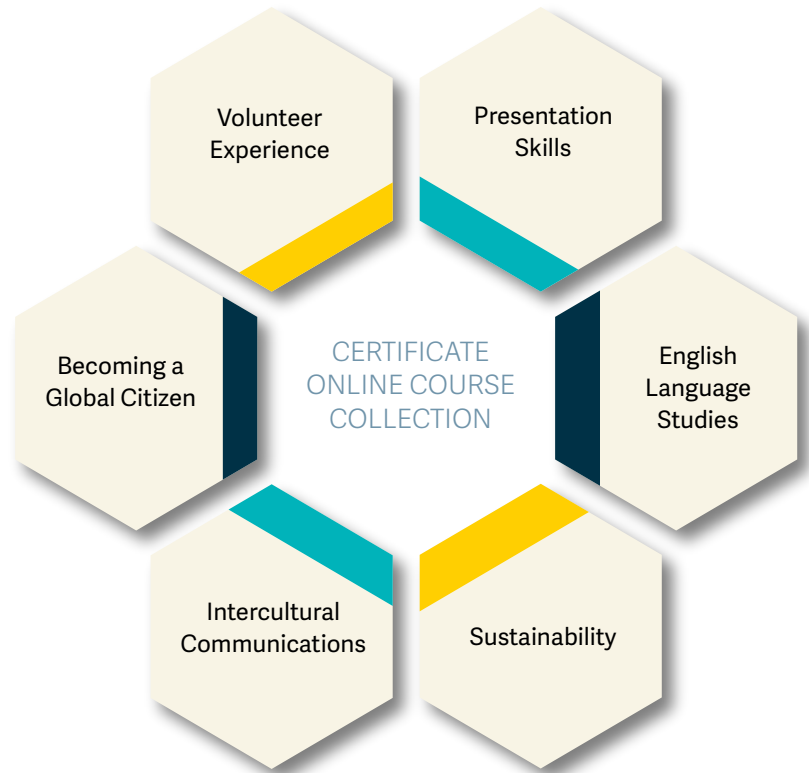 Volunteer
Experience
Presentation
Skills
Becoming a
Global Citizen
CERTIFICATE
ONLINE COURSE
COLLECTION
English
Language
Studies
Intercultural
Communications
Sustainability